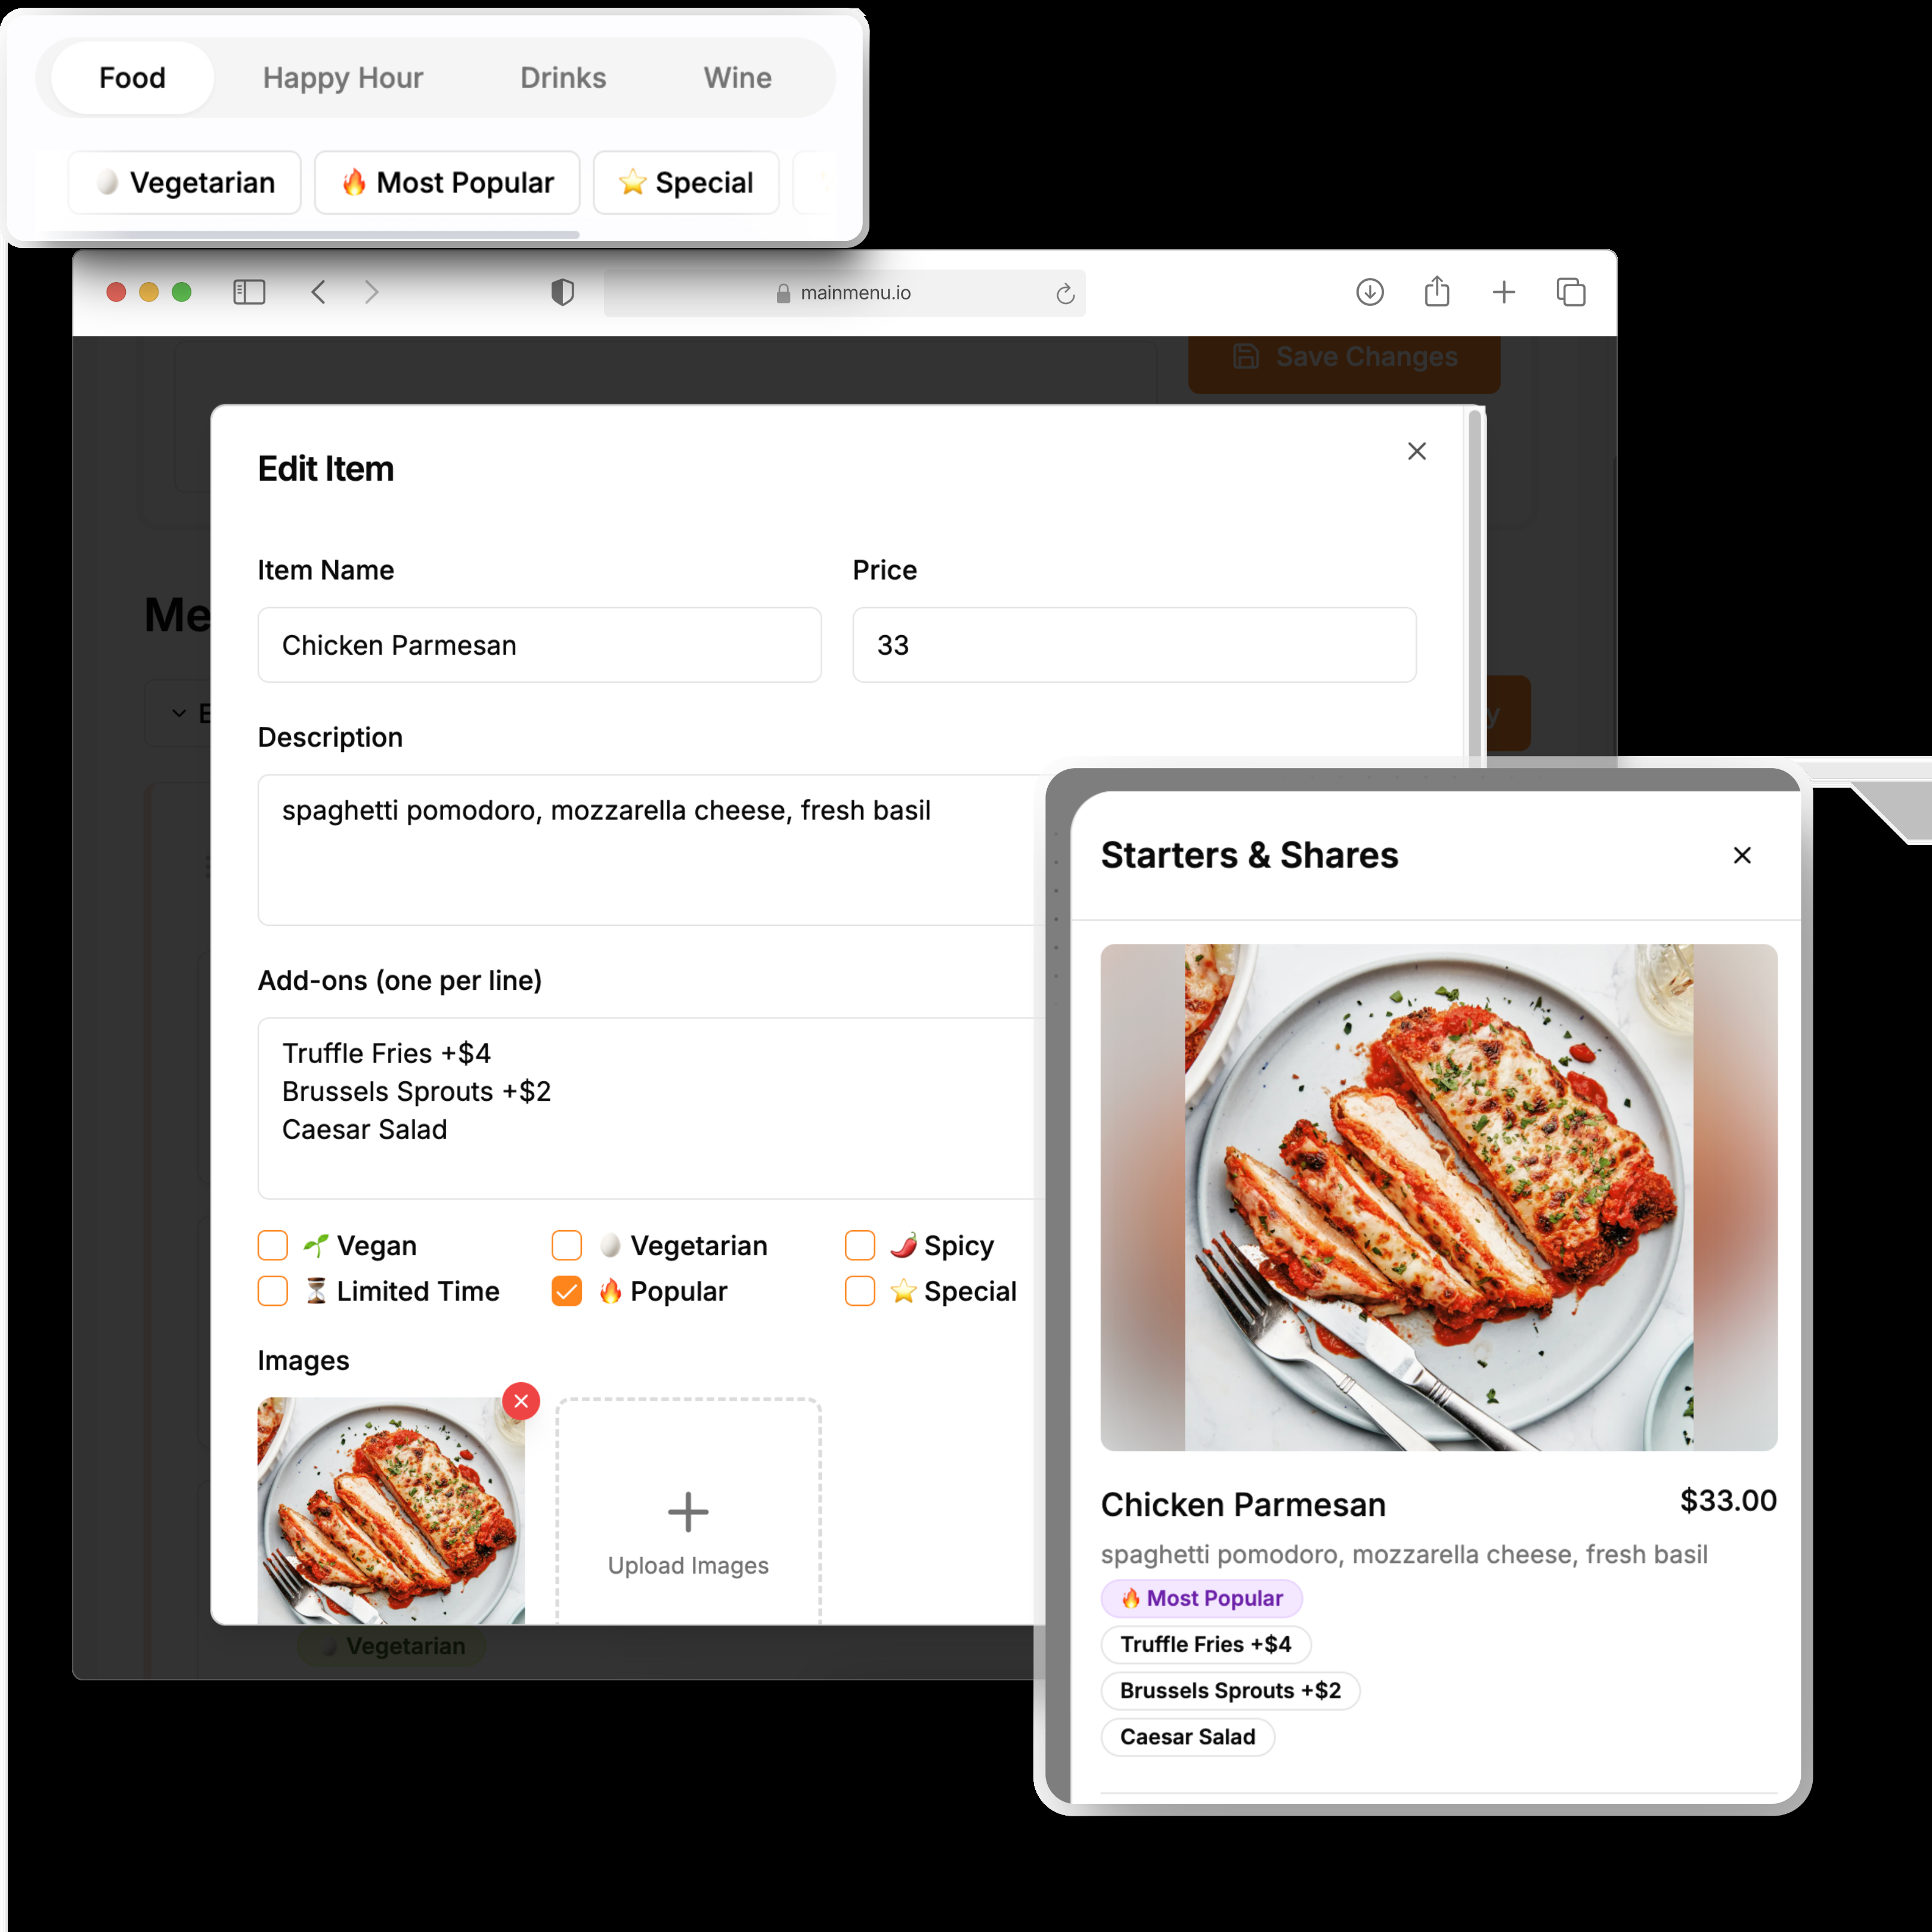 Food Happy Hour Drinks Wine
🥚 Vegetarian 🔥 Most Popular ⭐ Special
mainmenu.io
Save Changes
Edit Item
Item Name Price
Chicken Parmesan 33
Description
spaghetti pomodoro, mozzarella cheese, fresh basil
Add-ons (one per line)
Truffle Fries +$4
Brussels Sprouts +$2
Caesar Salad
🌱 Vegan 🥚 Vegetarian 🌶️ Spicy
⏳ Limited Time 🔥 Popular ⭐ Special
Images
Upload Images
Vegetarian
Starters & Shares
Chicken Parmesan $33.00
spaghetti pomodoro, mozzarella cheese, fresh basil
🔥 Most Popular
Truffle Fries +$4
Brussels Sprouts +$2
Caesar Salad